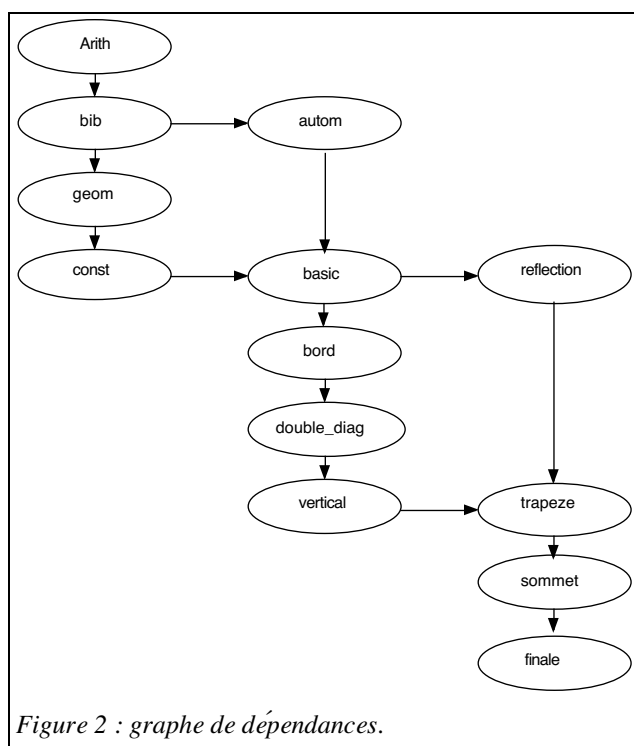 Arith
bib
autom
geom
const
basic
reflection
bord
double_diag
vertical
trapeze
sommet
finale
Figure 2 : graphe de dépendances.